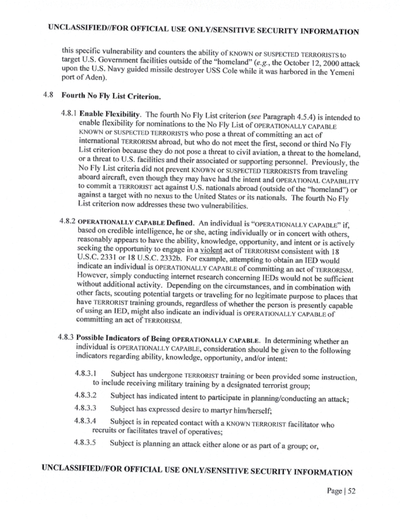 UNCLASSIFIED//FOR OFFICIAL USE ONLY/SENSITIVE SECURITY INFORMATION
this specific vulnerability and counters the ability of KNOWN or SUSPECTED TERRORISTS to
target U.S. Government facilities outside of the "homeland" (e.g., the October 12, 2000 attack
upon the U.S. Navy guided missile destroyer USS Cole while it was harbored in the Yemeni
port of Aden).
4.8 Fourth No Fly List Criterion.
4.8.1 Enable Flexibility. The fourth No Fly List criterion (see Paragraph 4.5.4) is intended to
enable flexibility for nominations to the No Fly List of OPERATIONALLY CAPABLE
KNOWN or SUSPECTED TERRORISTS who pose a threat of committing an act of
international TERRORISM abroad, but who do not meet the first, second or third No Fly
List criterion because they do not pose a threat to civil aviation, a threat to the homeland,
or a threat to U.S. facilities and their associated or supporting personnel. Previously, the
No Fly List criteria did not prevent KNOWN or SUSPECTED TERRORISTS from traveling
aboard aircraft, even though they may have had the intent and OPERATIONAL CAPABILITY
to commit a TERRORIST act against U.S. nationals abroad (outside of the "homeland") or
against a target with no nexus to the United States or its nationals. The fourth No Fly
List criterion now addresses these two vulnerabilities.
4.8.2 OPERATIONALLY CAPABLE Defined. An individual is "OPERATIONALLY CAPABLE" if,
based on credible intelligence, he or she, acting individually or in concert with others,
reasonably appears to have the ability, knowledge, opportunity, and intent or is actively
seeking the opportunity to engage in a violent act of TERRORISM consistent with 18
U.S.C. 2331 or 18 U.S.C. 2332b. For example, attempting to obtain an IED would
indicate an individual is OPERATIONALLY CAPABLE of committing an act of TERRORISM.
However, simply conducting internet research concerning IEDs would not be sufficient
without additional activity. Depending on the circumstances, and in combination with
other facts, scouting potential targets or traveling for no legitimate purpose to places that
have TERRORIST training grounds, regardless of whether the person is presently capable
of using an IED, might also indicate an individual is OPERATIONALLY CAPABLE of
committing an act of TERRORISM.
4.8.3 Possible Indicators of Being OPERATIONALLY CAPABLE. In determining whether an
individual is OPERATIONALLY CAPABLE, consideration should be given to the following
indicators regarding ability, knowledge, opportunity, and/or intent:
4.8.3.1 Subject has undergone TERRORIST training or been provided some instruction,
to include receiving military training by a designated terrorist group;
4.8.3.2 Subject has indicated intent to participate in planning/conducting an attack;
4.8.3.3 Subject has expressed desire to martyr him/herself;
4.8.3.4 Subject is in repeated contact with a KNOWN TERRORIST facilitator who
recruits or facilitates travel of operatives;
4.8.3.5 Subject is planning an attack either alone or as part of a group; or,
UNCLASSIFIED//FOR OFFICIAL USE ONLY/SENSITIVE SECURITY INFORMATION
Page | 52